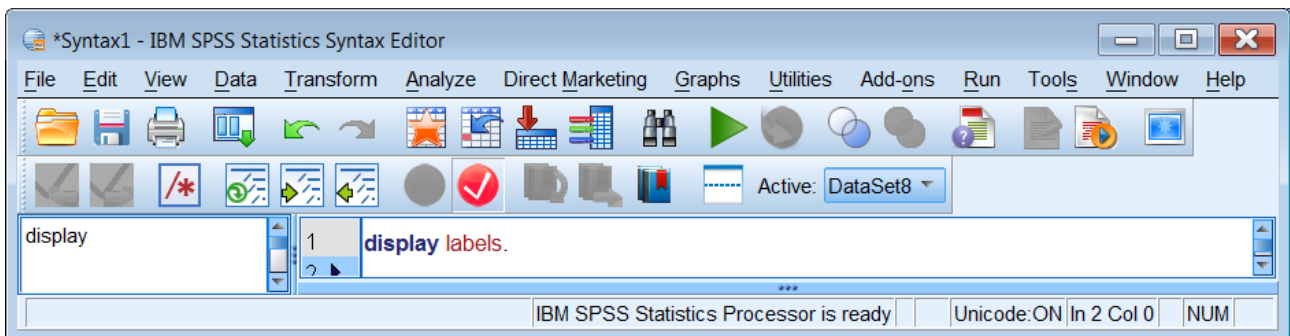 *Syntax1 - IBM SPSS Statistics Syntax Editor
File Edit View Data Transform Analyze Direct Marketing Graphs Utilities Add-ons Run Tools Window Help
/* Active: DataSet8
display
1 display labels.
2
IBM SPSS Statistics Processor is ready Unicode:ON In 2 Col 0 NUM